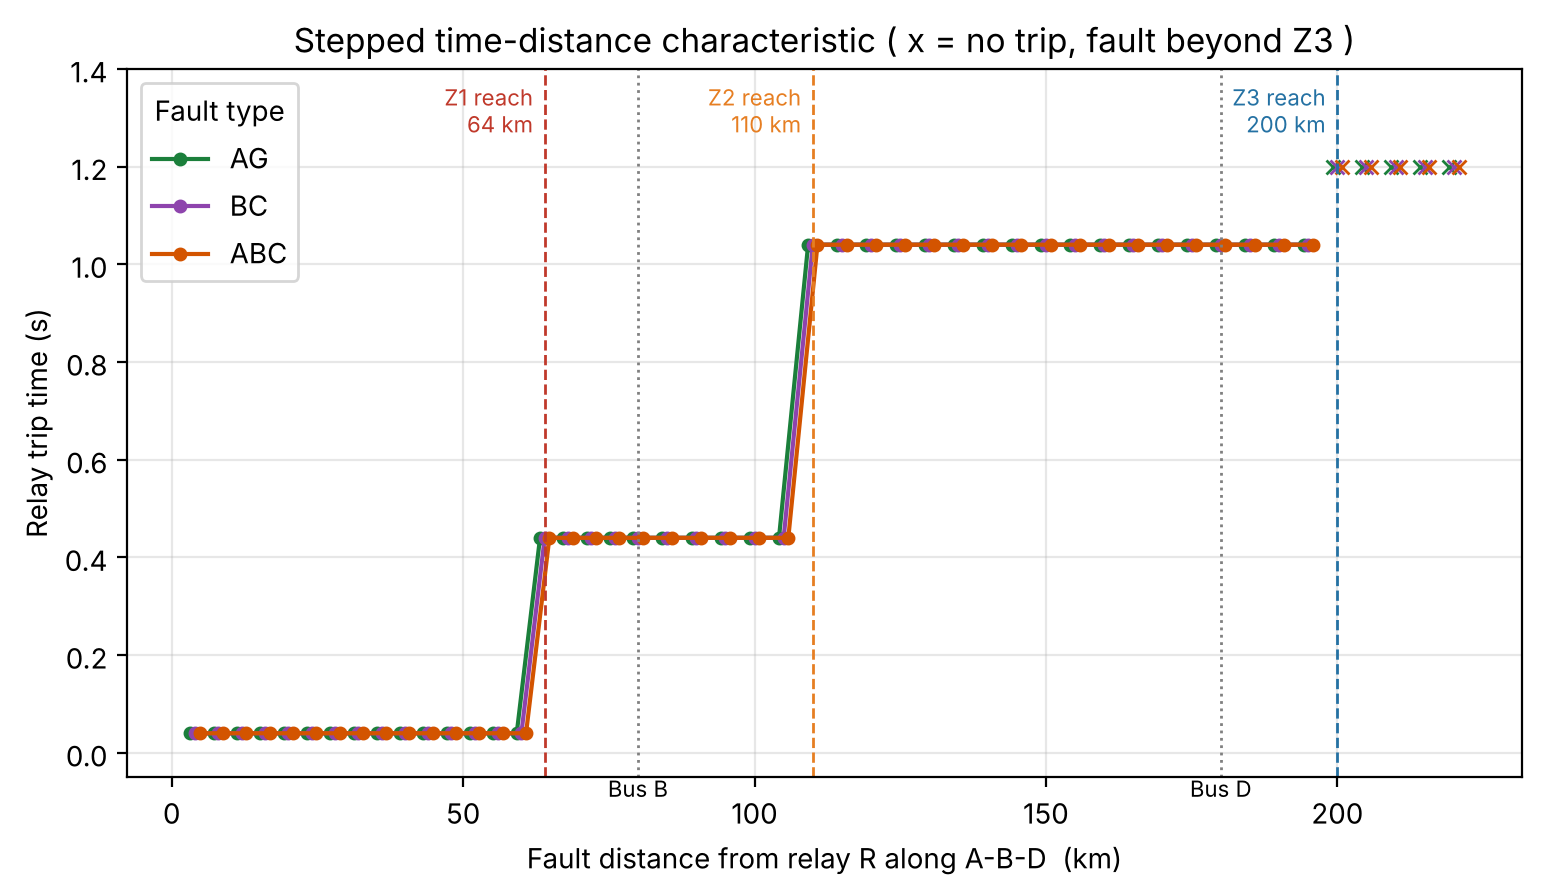 Stepped time-distance characteristic ( x = no trip, fault beyond Z3 )
Fault type
AG
BC
ABC
Z1 reach
64 km
Z2 reach
110 km
Z3 reach
200 km
Relay trip time (s)
1.4
1.2
1.0
0.8
0.6
0.4
0.2
0.0
Bus B
Bus D
0
50
100
150
200
Fault distance from relay R along A-B-D (km)